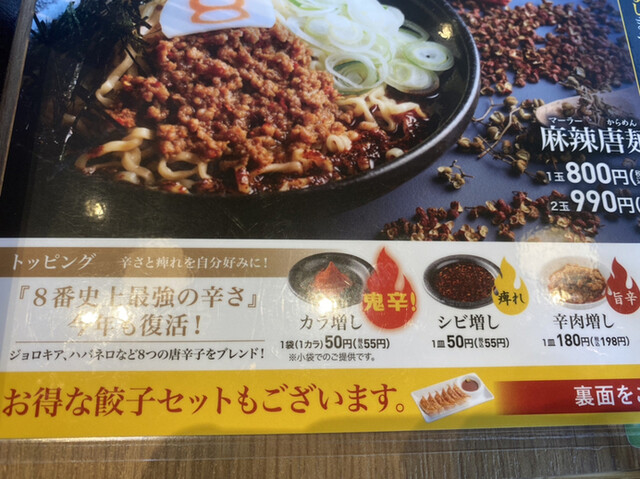 8
マーラー からめん
麻辣唐麺
1玉800円(
2玉990円(
トッピング 辛さと痺れを自分好みに!
『8番史上最強の辛さ』
今年も復活!
ジョロキア、ハバネロなど8つの唐辛子をブレンド!
鬼辛!
カラ増し
1袋(1カラ)50円(税込55円)
※小袋でのご提供です。
痺れ
シビ増し
1皿50円(税込55円)
旨辛
辛肉増し
1皿180円(税込198円)
お得な餃子セットもございます。
裏面をご